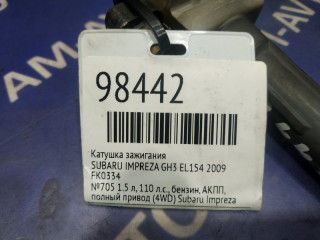 98442
Катушка зажигания
SUBARU IMPREZA GH3 EL154 2009
FK0334
№705 1.5 л, 110 л.с., бензин, АКПП,
полный привод (4WD) Subaru Impreza